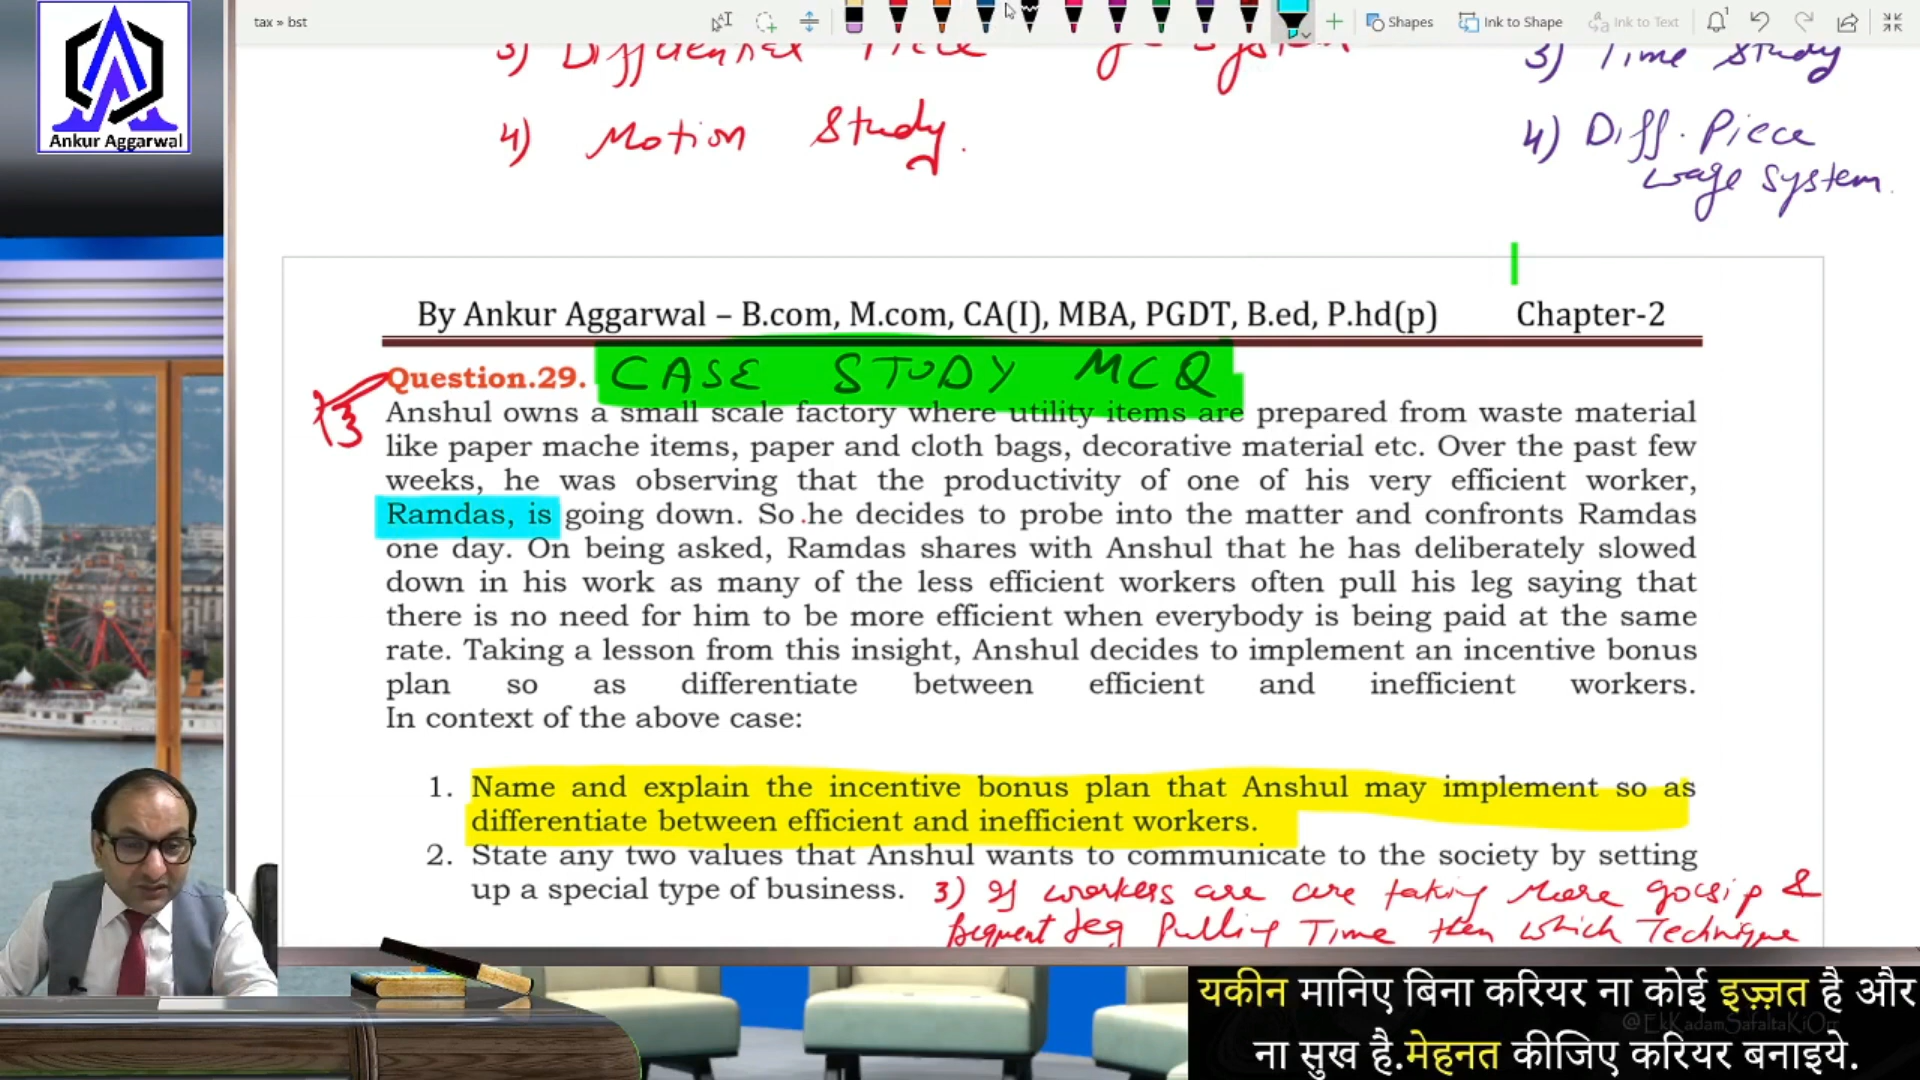 tax » bst
Shapes
Ink to Shape
Ink to Text
Ankur Aggarwal
3) Differential Piece System
4) Motion Study.
3) Time Study
4) Diff. Piece
wage system.
By Ankur Aggarwal – B.com, M.com, CA(I), MBA, PGDT, B.ed, P.hd(p) Chapter-2
Question.29. CASE STUDY MCQ
Anshul owns a small scale factory where utility items are prepared from waste material
like paper mache items, paper and cloth bags, decorative material etc. Over the past few
weeks, he was observing that the productivity of one of his very efficient worker,
Ramdas, is going down. So he decides to probe into the matter and confronts Ramdas
one day. On being asked, Ramdas shares with Anshul that he has deliberately slowed
down in his work as many of the less efficient workers often pull his leg saying that
there is no need for him to be more efficient when everybody is being paid at the same
rate. Taking a lesson from this insight, Anshul decides to implement an incentive bonus
plan so as differentiate between efficient and inefficient workers.
In context of the above case:
1. Name and explain the incentive bonus plan that Anshul may implement so as
differentiate between efficient and inefficient workers.
2. State any two values that Anshul wants to communicate to the society by setting
up a special type of business. 3) If workers are are taking more gossip &
frequent leg Pulling Time then which Technique
यकीन मानिए बिना करियर ना कोई इज़्ज़त है और
@EkKadamSafaltaKiOrr
ना सुख है.मेहनत कीजिए करियर बनाइये.